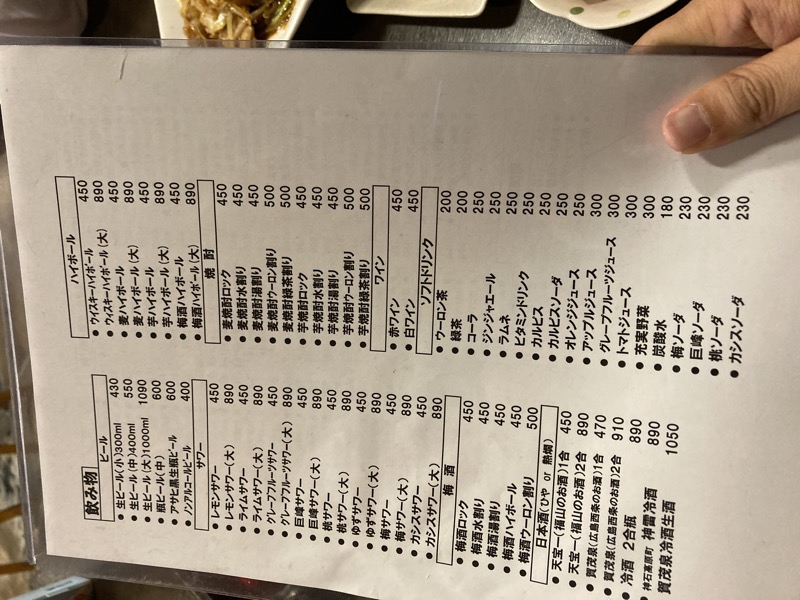 飲み物
ビール
● 生ビール(小)300ml 430
● 生ビール(中)400ml 550
● 生ビール(大)1000ml 1090
● 瓶ビール(中) 600
● アサヒ黒生瓶ビール 600
● ノンアルコールビール 400
サワー
● レモンサワー 450
● レモンサワー(大) 890
● ライムサワー 450
● ライムサワー(大) 890
● グレープフルーツサワー 450
● グレープフルーツサワー(大) 890
● 巨峰サワー 450
● 巨峰サワー(大) 890
● 桃サワー 450
● 桃サワー(大) 890
● ゆずサワー 450
● ゆずサワー(大) 890
● 梅サワー 450
● 梅サワー(大) 890
● カシスサワー 450
● カシスサワー(大) 890
梅酒
● 梅酒ロック 450
● 梅酒水割り 450
● 梅酒湯割り 450
● 梅酒ハイボール 450
● 梅酒ウーロン割り 500
日本酒(ひや or 熱燗)
● 天宝一(福山のお酒)1合 450
● 天宝一(福山のお酒)2合 890
● 賀茂泉(広島西条のお酒)1合 470
● 賀茂泉(広島西条のお酒)2合 910
● 冷酒 2合瓶 890
● 神石高原町 神雷冷酒 890
賀茂泉冷酒生酒 1050
ハイボール
● ウイスキーハイボール 450
● ウィスキーハイボール(大) 890
● 麦ハイボール 450
● 麦ハイボール(大) 890
● 芋ハイボール 450
● 芋ハイボール(大) 890
● 梅酒ハイボール 450
● 梅酒ハイボール(大) 890
焼酎
● 麦焼酎ロック 450
● 麦焼酎水割り 450
● 麦焼酎湯割り 450
● 麦焼酎ウーロン割り 500
● 麦焼酎緑茶割り 500
● 芋焼酎ロック 450
● 芋焼酎水割り 450
● 芋焼酎湯割り 450
● 芋焼酎ウーロン割り 500
● 芋焼酎緑茶割り 500
ワイン
● 赤ワイン 450
● 白ワイン 450
ソフトドリンク
● ウーロン茶 200
● 緑茶 200
● コーラ 250
● ジンジャエール 250
● ラムネ 250
● ビタミンドリンク 250
● カルピス 250
● カルピスソーダ 250
● オレンジジュース 250
● アップルジュース 300
● グレープフルーツジュース 300
● トマトジュース 300
● 充実野菜 300
● 炭酸水 180
● 梅ソーダ 230
● 巨峰ソーダ 230
● 桃ソーダ 230
● カシスソーダ 230